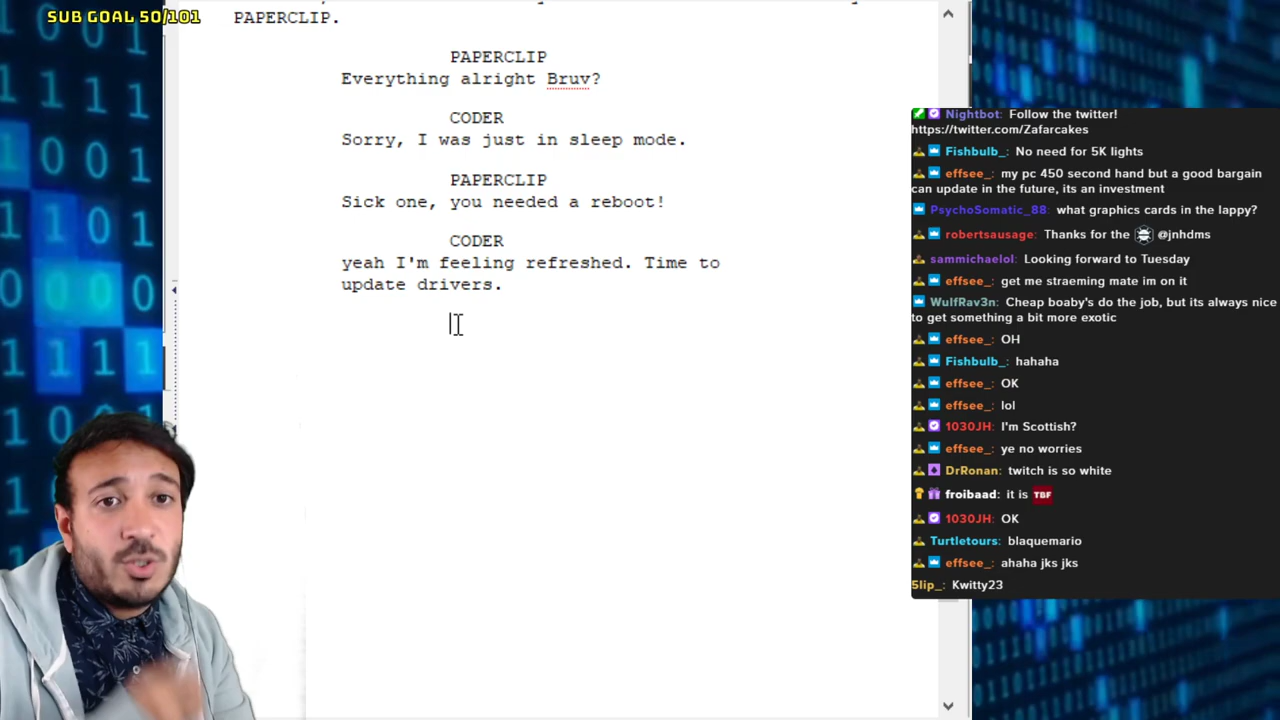 SUB GOAL 50/101
PAPERCLIP.
PAPERCLIP
Everything alright Bruv?
CODER
Sorry, I was just in sleep mode.
PAPERCLIP
Sick one, you needed a reboot!
CODER
yeah I'm feeling refreshed. Time to
update drivers.
Nightbot: Follow the twitter!
https://twitter.com/Zafarcakes
Fishbulb_: No need for 5K lights
effsee_: my pc 450 second hand but a good bargain
can update in the future, its an investment
PsychoSomatic_88: what graphics cards in the lappy?
robertsausage: Thanks for the @jnhdms
sammichaelol: Looking forward to Tuesday
effsee_: get me straeming mate im on it
WulfRav3n: Cheap boaby's do the job, but its always nice
to get something a bit more exotic
effsee_: OH
Fishbulb_: hahaha
effsee_: OK
effsee_: lol
1030JH: I'm Scottish?
effsee_: ye no worries
DrRonan: twitch is so white
froibaad: it is TBF
1030JH: OK
Turtletours: blaquemario
effsee_: ahaha jks jks
5lip_: Kwitty23